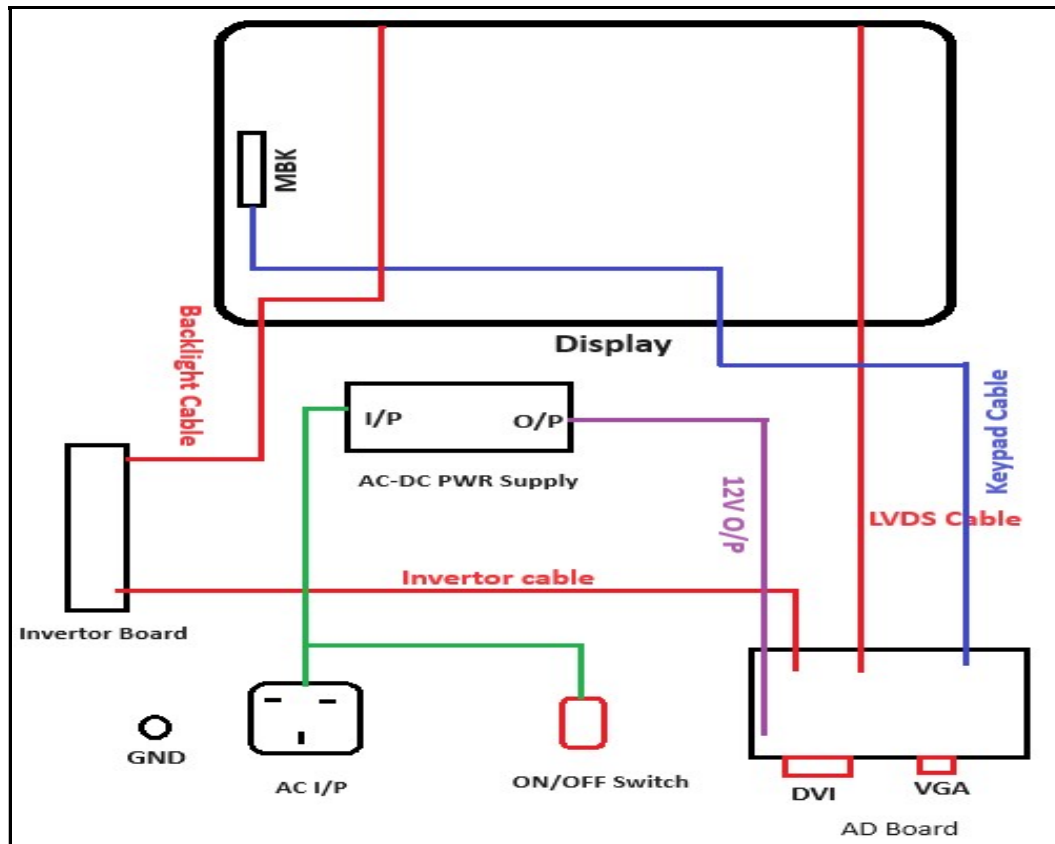 MBK
Display
Backlight Cable
I/P
O/P
AC-DC PWR Supply
12V O/P
Keypad Cable
LVDS Cable
Invertor cable
Invertor Board
GND
AC I/P
ON/OFF Switch
DVI
VGA
AD Board